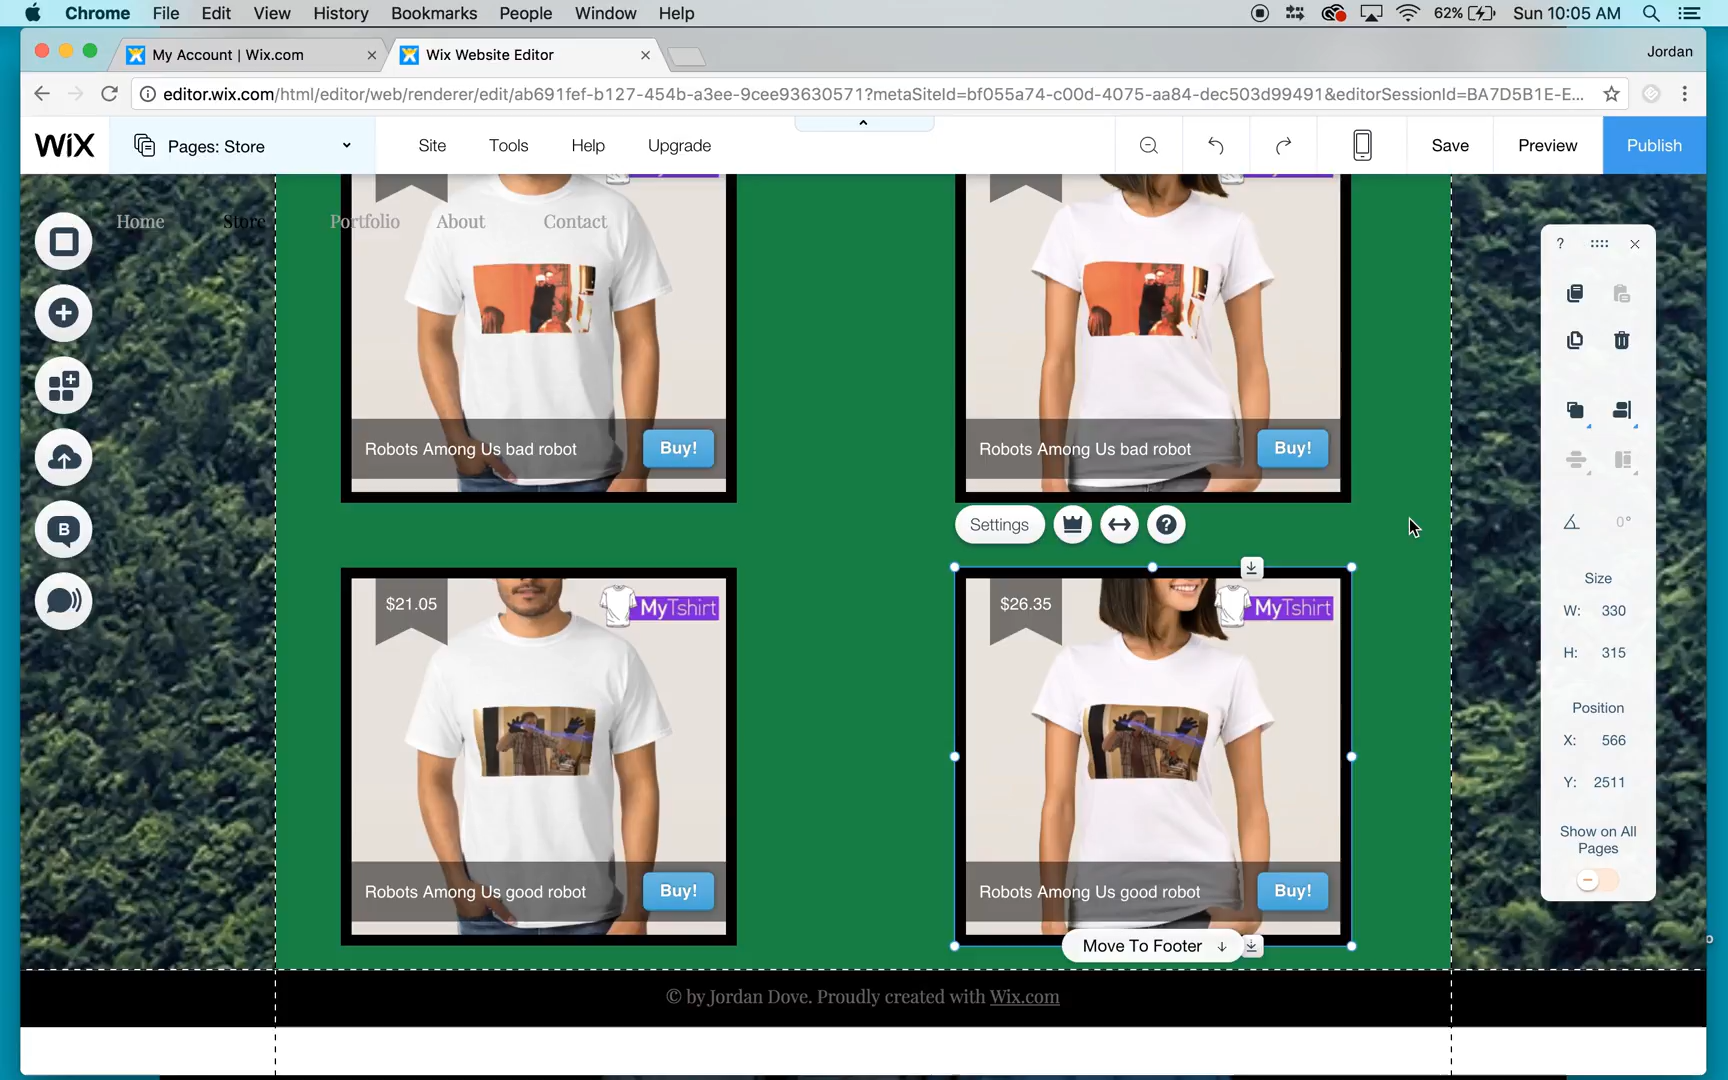 Chrome File Edit View History Bookmarks People Window Help 62% Sun 10:05 AM
My Account | Wix.com Wix Website Editor Jordan
editor.wix.com/html/editor/web/renderer/edit/ab691fef-b127-454b-a3ee-9cee93630571?metaSiteId=bf055a74-c00d-4075-aa84-dec503d99491&editorSessionId=BA7D5B1E-E...
WiX Pages: Store Site Tools Help Upgrade Save Preview Publish
Home Store Portfolio About Contact
Robots Among Us bad robot Buy!
Robots Among Us bad robot Buy!
Settings ?
$21.05 MyTshirt
$26.35 MyTshirt
Robots Among Us good robot Buy!
Robots Among Us good robot Buy!
Move To Footer
© by Jordan Dove. Proudly created with Wix.com
B
?
0°
Size
W: 330
H: 315
Position
X: 566
Y: 2511
Show on All
Pages